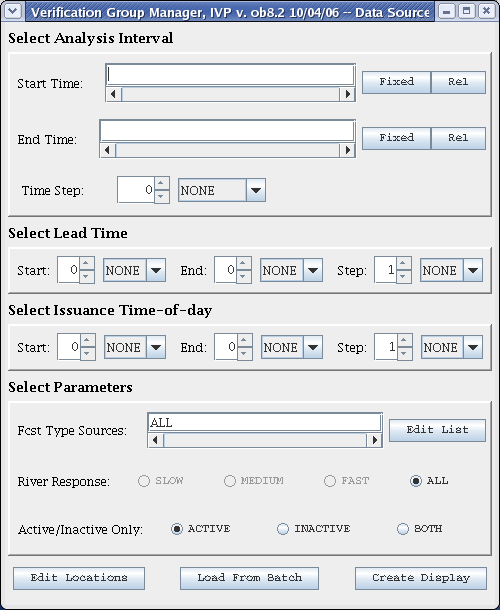 Verification Group Manager, IVP v. ob8.2 10/04/06 -- Data Source
Select Analysis Interval
Start Time: Fixed Rel
End Time: Fixed Rel
Time Step: 0 NONE
Select Lead Time
Start: 0 NONE End: 0 NONE Step: 1 NONE
Select Issuance Time-of-day
Start: 0 NONE End: 0 NONE Step: 1 NONE
Select Parameters
Fcst Type Sources: ALL Edit List
River Response: SLOW MEDIUM FAST ALL
Active/Inactive Only: ACTIVE INACTIVE BOTH
Edit Locations Load From Batch Create Display